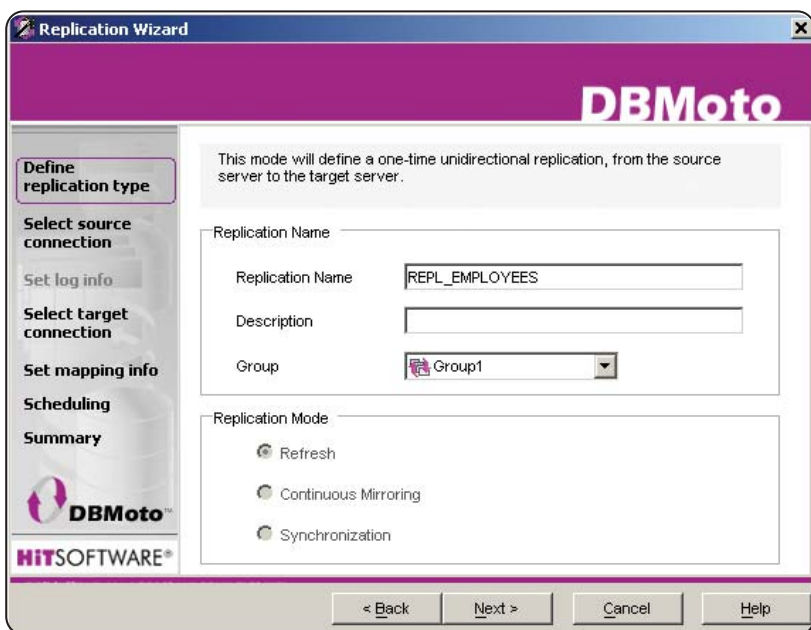 Replication Wizard
DBMoto
Define
replication type
Select source
connection
Set log info
Select target
connection
Set mapping info
Scheduling
Summary
DBMoto™
HiTSOFTWARE®
This mode will define a one-time unidirectional replication, from the source
server to the target server.
Replication Name
Replication Name REPL_EMPLOYEES
Description
Group Group1
Replication Mode
Refresh
Continuous Mirroring
Synchronization
< Back Next > Cancel Help